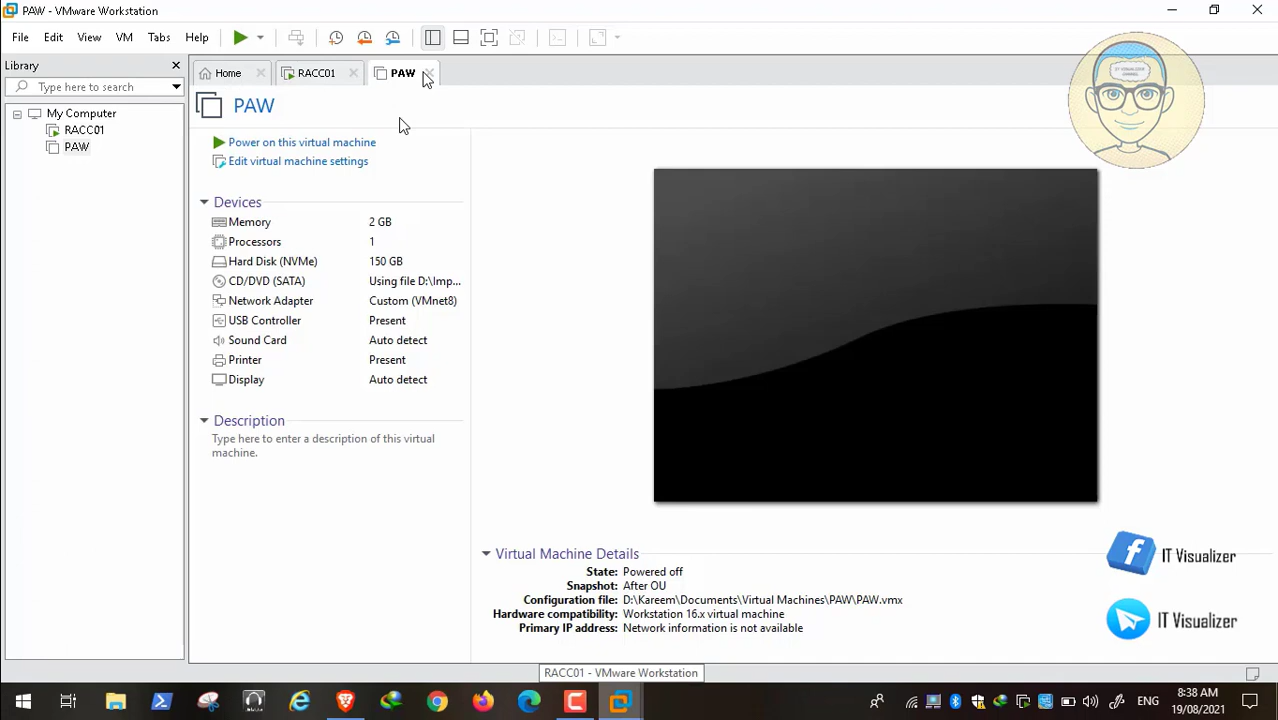 PAW - VMware Workstation
File Edit View VM Tabs Help
Library
Home RACC01 PAW
Type here to search
IT VISUALIZER
CHANNEL
PAW
My Computer
RACC01
PAW
Power on this virtual machine
Edit virtual machine settings
Devices
Memory 2 GB
Processors 1
Hard Disk (NVMe) 150 GB
CD/DVD (SATA) Using file D:\Imp...
Network Adapter Custom (VMnet8)
USB Controller Present
Sound Card Auto detect
Printer Present
Display Auto detect
Description
Type here to enter a description of this virtual
machine.
Virtual Machine Details
State: Powered off
Snapshot: After OU
Configuration file: D:\Kareem\Documents\Virtual Machines\PAW\PAW.vmx
Hardware compatibility: Workstation 16.x virtual machine
Primary IP address: Network information is not available
IT Visualizer
IT Visualizer
RACC01 - VMware Workstation
ENG
8:38 AM
19/08/2021